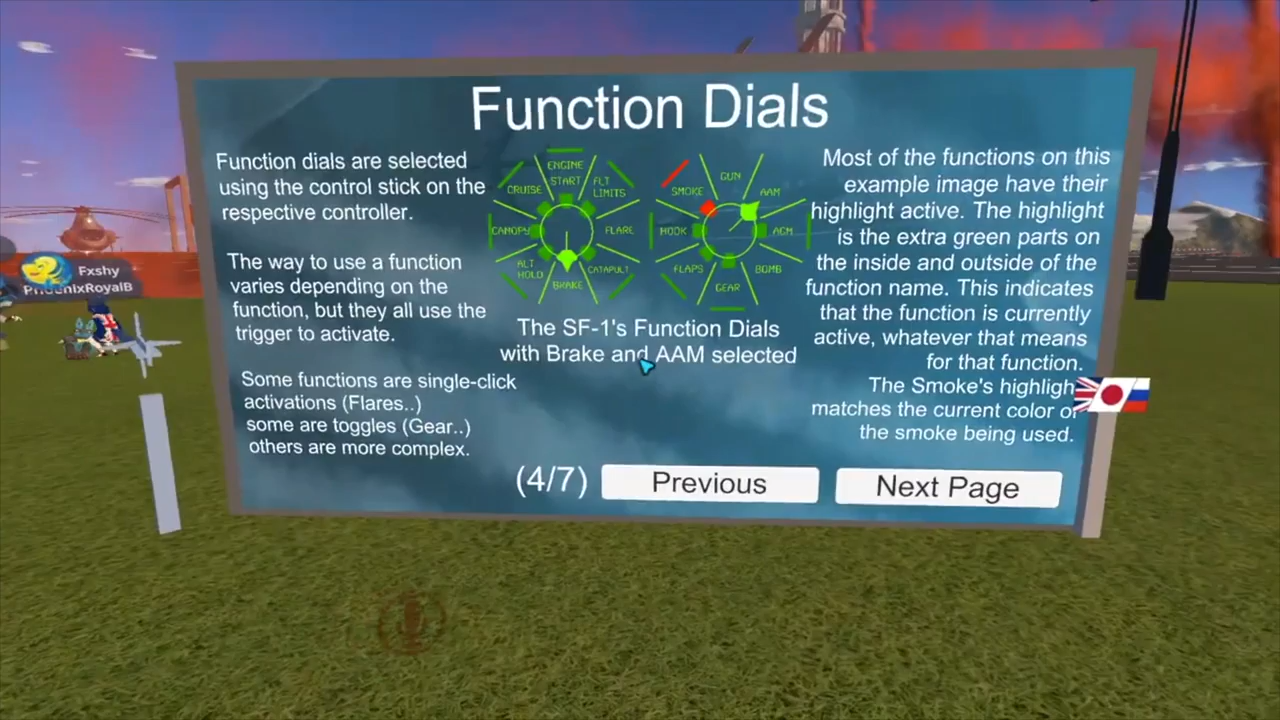 Function Dials
Function dials are selected
using the control stick on the
respective controller.
The way to use a function
varies depending on the
function, but they all use the
trigger to activate.
Some functions are single-click
activations (Flares..)
some are toggles (Gear..)
others are more complex.
ENGINE
START
FLT
LIMITS
FLARE
CATAPULT
BRAKE
ALT
HOLD
CANOPY
CRUISE
GUN
AAM
AGM
BOMB
GEAR
FLAPS
HOOK
SMOKE
The SF-1's Function Dials
with Brake and AAM selected
Most of the functions on this
example image have their
highlight active. The highlight
is the extra green parts on
the inside and outside of the
function name. This indicates
that the function is currently
active, whatever that means
for that function.
The Smoke's highligh
matches the current color of
the smoke being used.
(4/7)
Previous
Next Page
Fxshy
PhoenixRoyalB